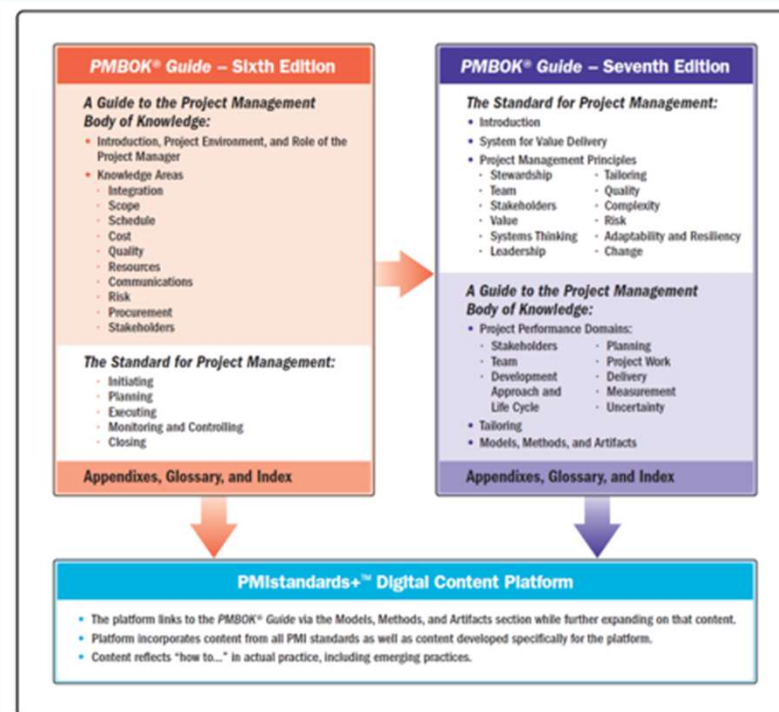 PMBOK® Guide – Sixth Edition
A Guide to the Project Management
Body of Knowledge:
• Introduction, Project Environment, and Role of the
Project Manager
• Knowledge Areas
· Integration
· Scope
· Schedule
· Cost
· Quality
· Resources
· Communications
· Risk
· Procurement
· Stakeholders
The Standard for Project Management:
· Initiating
· Planning
· Executing
· Monitoring and Controlling
· Closing
Appendixes, Glossary, and Index
PMBOK® Guide – Seventh Edition
The Standard for Project Management:
• Introduction
• System for Value Delivery
• Project Management Principles
· Stewardship
· Team
· Stakeholders
· Value
· Systems Thinking
· Leadership
· Tailoring
· Quality
· Complexity
· Risk
· Adaptability and Resiliency
· Change
A Guide to the Project Management
Body of Knowledge:
• Project Performance Domains:
· Stakeholders
· Team
· Development
Approach and
Life Cycle
· Planning
· Project Work
· Delivery
· Measurement
· Uncertainty
• Tailoring
• Models, Methods, and Artifacts
Appendixes, Glossary, and Index
PMIstandards+™ Digital Content Platform
• The platform links to the PMBOK® Guide via the Models, Methods, and Artifacts section while further expanding on that content.
• Platform incorporates content from all PMI standards as well as content developed specifically for the platform.
• Content reflects “how to...” in actual practice, including emerging practices.